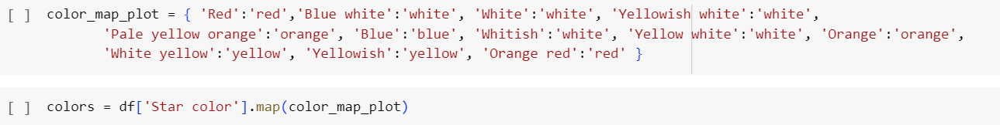 [ ] color_map_plot = { 'Red':'red','Blue white':'white', 'White':'white', 'Yellowish white':'white',
'Pale yellow orange':'orange', 'Blue':'blue', 'Whitish':'white', 'Yellow white':'white', 'Orange':'orange',
'White yellow':'yellow', 'Yellowish':'yellow', 'Orange red':'red' }
[ ] colors = df['Star color'].map(color_map_plot)